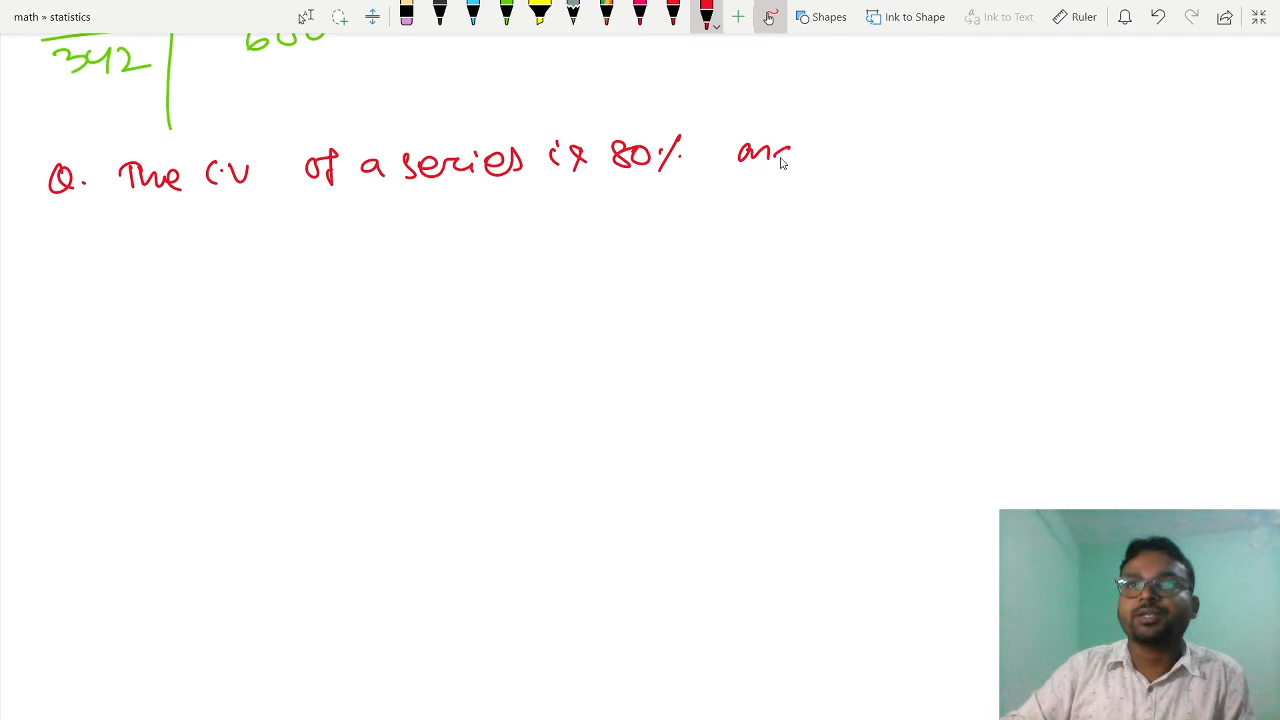 math » statistics
Shapes Ink to Shape Ink to Text Ruler
342
Q. The C.V of a series is 80%